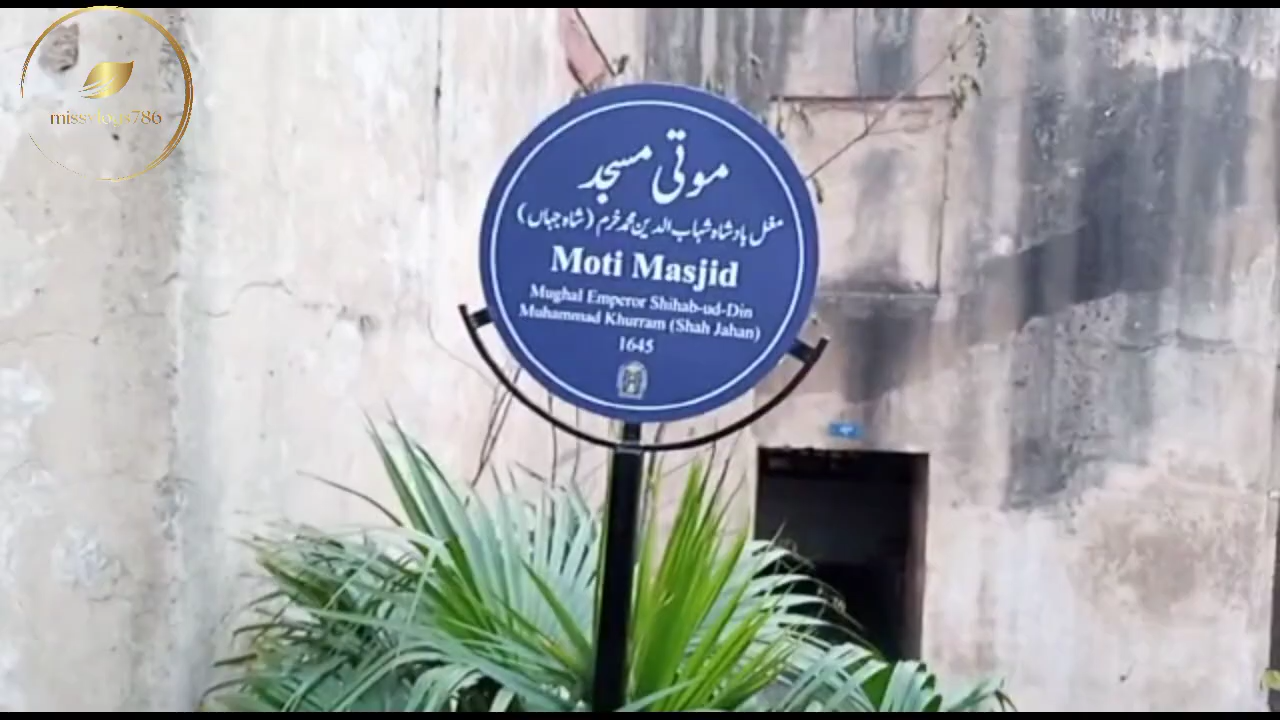 missvlogs786
موتی مسجد
مغل بادشاہ شہاب الدین محمد خرم (شاہ جہاں)
Moti Masjid
Mughal Emperor Shihab-ud-Din
Muhammad Khurram (Shah Jahan)
1645